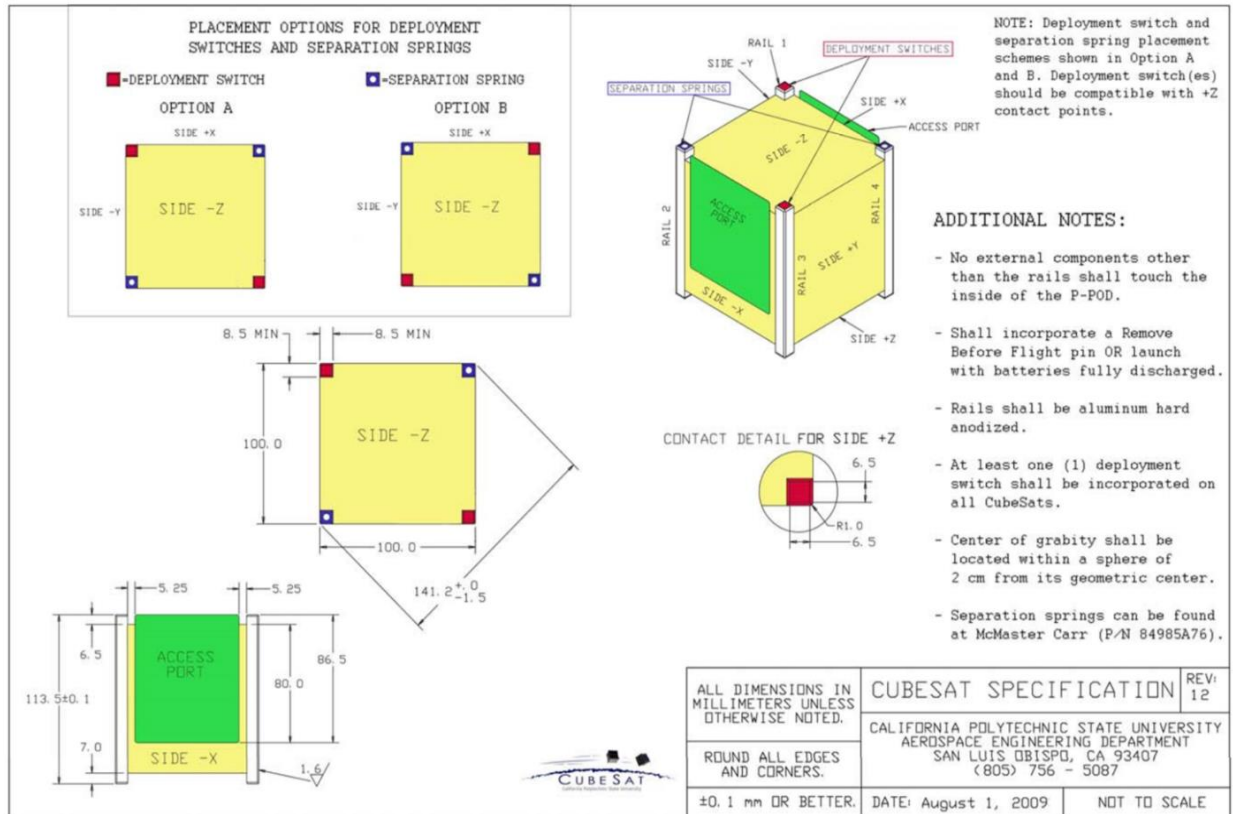 PLACEMENT OPTIONS FOR DEPLOYMENT
SWITCHES AND SEPARATION SPRINGS
=DEPLOYMENT SWITCH
=SEPARATION SPRING
OPTION A
OPTION B
SIDE +X
SIDE +X
SIDE -Y
SIDE -Z
SIDE -Y
SIDE -Z
RAIL 1
DEPLOYMENT SWITCHES
SIDE -Y
SEPARATION SPRINGS
SIDE +X
ACCESS PORT
SIDE -Z
ACCESS
PORT
RAIL 2
RAIL 3
RAIL 4
SIDE +Y
SIDE -X
SIDE +Z
NOTE: Deployment switch and
separation spring placement
schemes shown in Option A
and B. Deployment switch(es)
should be compatible with +Z
contact points.
ADDITIONAL NOTES:
- No external components other
than the rails shall touch the
inside of the P-POD.
- Shall incorporate a Remove
Before Flight pin OR launch
with batteries fully discharged.
- Rails shall be aluminum hard
anodized.
- At least one (1) deployment
switch shall be incorporated on
all CubeSats.
- Center of grabity shall be
located within a sphere of
2 cm from its geometric center.
- Separation springs can be found
at McMaster Carr (P/N 84985A76).
8.5 MIN
8.5 MIN
100.0
SIDE -Z
100.0
141.2 +.0 -1.5
CONTACT DETAIL FOR SIDE +Z
6.5
R1.0
6.5
5.25
5.25
6.5
ACCESS
PORT
86.5
80.0
113.5±0.1
7.0
SIDE -X
1.6
CUBESAT
California Polytechnic State University
ALL DIMENSIONS IN
MILLIMETERS UNLESS
OTHERWISE NOTED.
ROUND ALL EDGES
AND CORNERS.
±0.1 mm OR BETTER.
CUBESAT SPECIFICATION
REV:
12
CALIFORNIA POLYTECHNIC STATE UNIVERSITY
AEROSPACE ENGINEERING DEPARTMENT
SAN LUIS OBISPO, CA 93407
(805) 756 - 5087
DATE: August 1, 2009
NOT TO SCALE